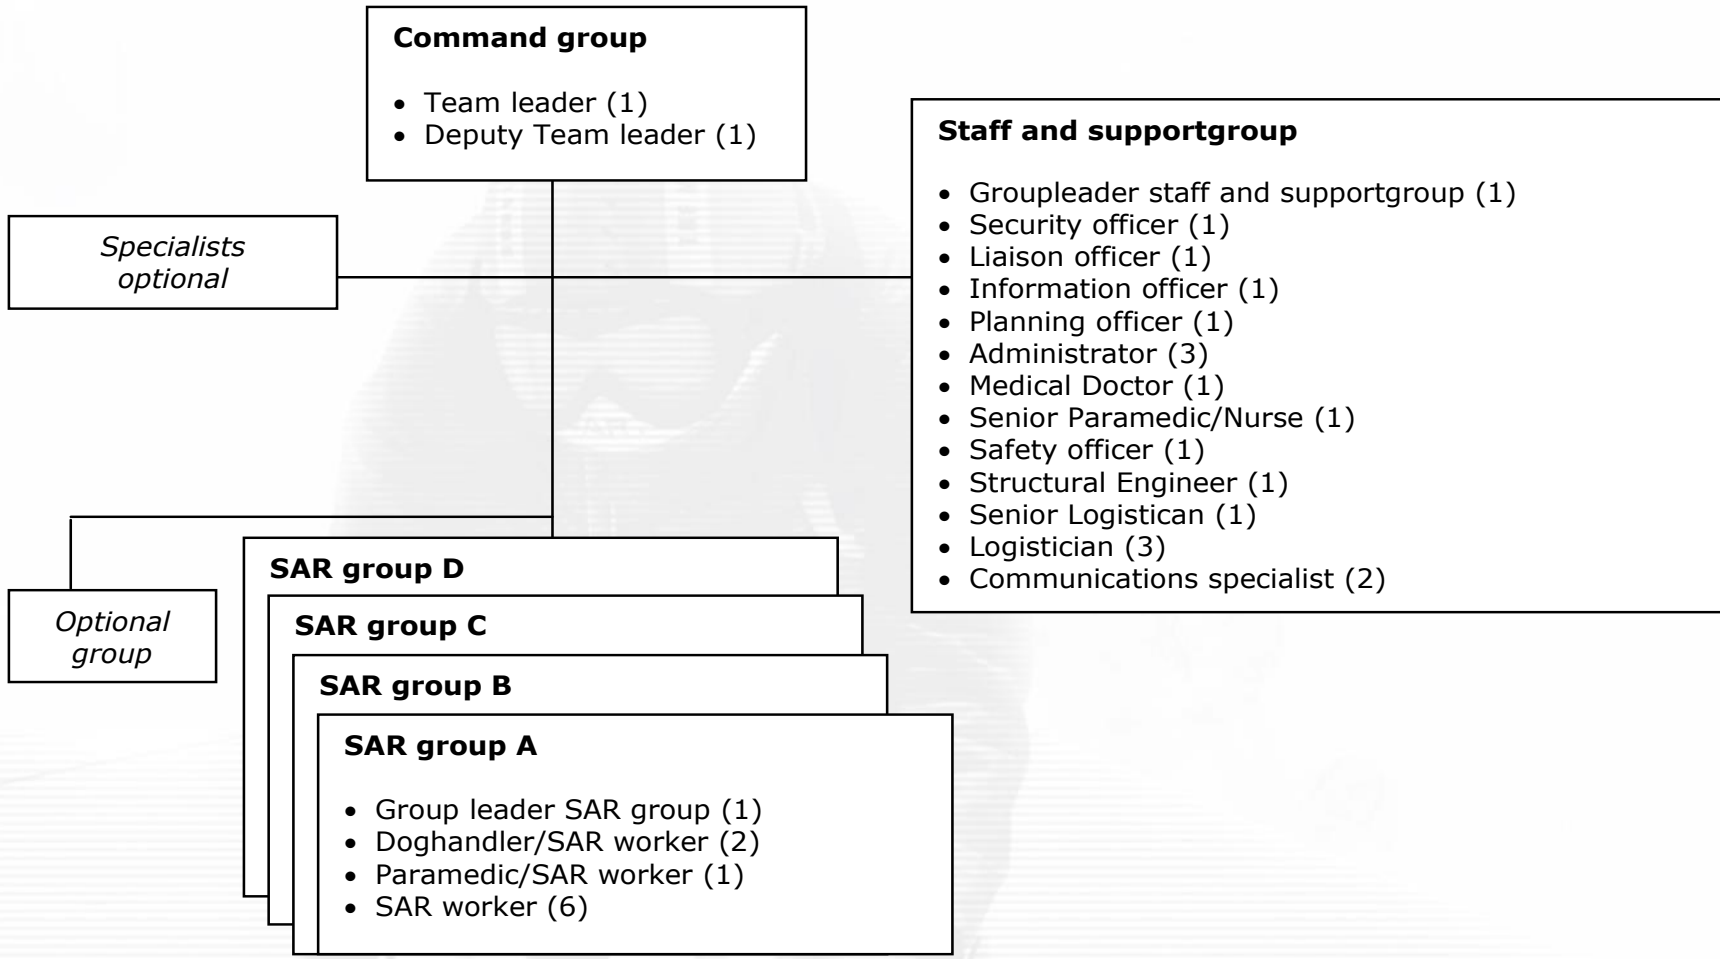 Command group
• Team leader (1)
• Deputy Team leader (1)
Staff and supportgroup
• Groupleader staff and supportgroup (1)
• Security officer (1)
• Liaison officer (1)
• Information officer (1)
• Planning officer (1)
• Administrator (3)
• Medical Doctor (1)
• Senior Paramedic/Nurse (1)
• Safety officer (1)
• Structural Engineer (1)
• Senior Logistican (1)
• Logistician (3)
• Communications specialist (2)
Specialists
optional
Optional
group
SAR group D
SAR group C
SAR group B
SAR group A
• Group leader SAR group (1)
• Doghandler/SAR worker (2)
• Paramedic/SAR worker (1)
• SAR worker (6)